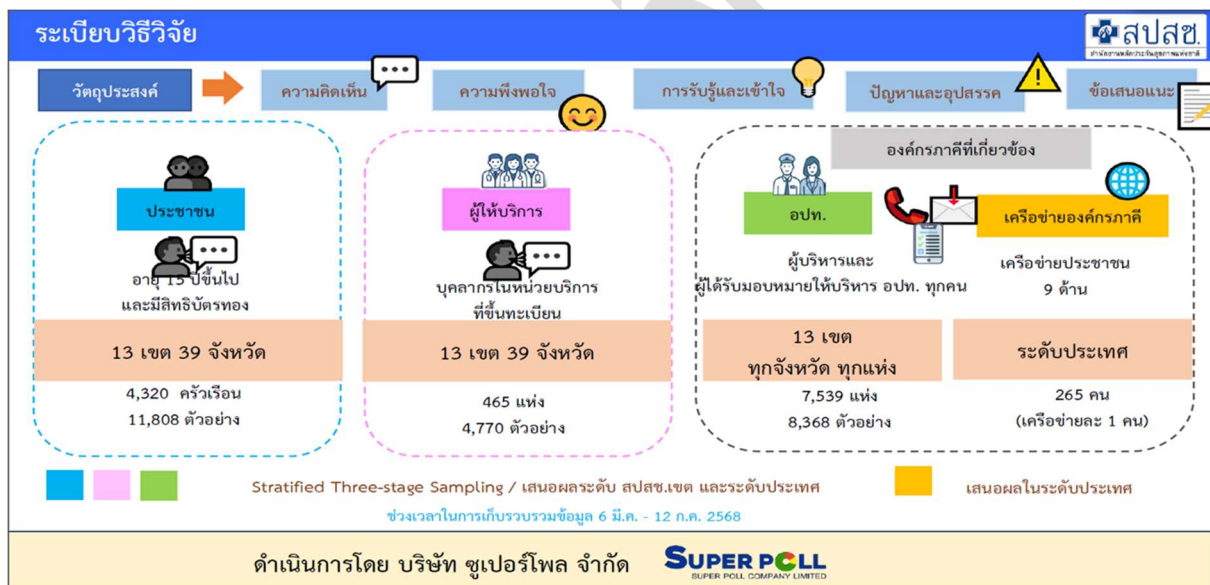 ระเบียบวิธีวิจัย
สปสช.
สำนักงานหลักประกันสุขภาพแห่งชาติ
วัตถุประสงค์
ความคิดเห็น
ความพึงพอใจ
การรับรู้และเข้าใจ
ปัญหาและอุปสรรค
ข้อเสนอแนะ
องค์กรภาคีที่เกี่ยวข้อง
ประชาชน
อายุ 15 ปีขึ้นไป
และมีสิทธิบัตรทอง
13 เขต 39 จังหวัด
4,320 ครัวเรือน
11,808 ตัวอย่าง
ผู้ให้บริการ
บุคลากรในหน่วยบริการ
ที่ขึ้นทะเบียน
13 เขต 39 จังหวัด
465 แห่ง
4,770 ตัวอย่าง
อปท.
ผู้บริหารและ
ผู้ได้รับมอบหมายให้บริหาร อปท. ทุกคน
13 เขต
ทุกจังหวัด ทุกแห่ง
7,539 แห่ง
8,368 ตัวอย่าง
เครือข่ายองค์กรภาคี
เครือข่ายประชาชน
9 ด้าน
ระดับประเทศ
265 คน
(เครือข่ายละ 1 คน)
Stratified Three-stage Sampling / เสนอผลระดับ สปสช.เขต และระดับประเทศ
เสนอผลในระดับประเทศ
ช่วงเวลาในการเก็บรวบรวมข้อมูล 6 มี.ค. - 12 ก.ค. 2568
ดำเนินการโดย บริษัท ซูเปอร์โพล จำกัด
SUPER POLL
SUPER POLL COMPANY LIMITED